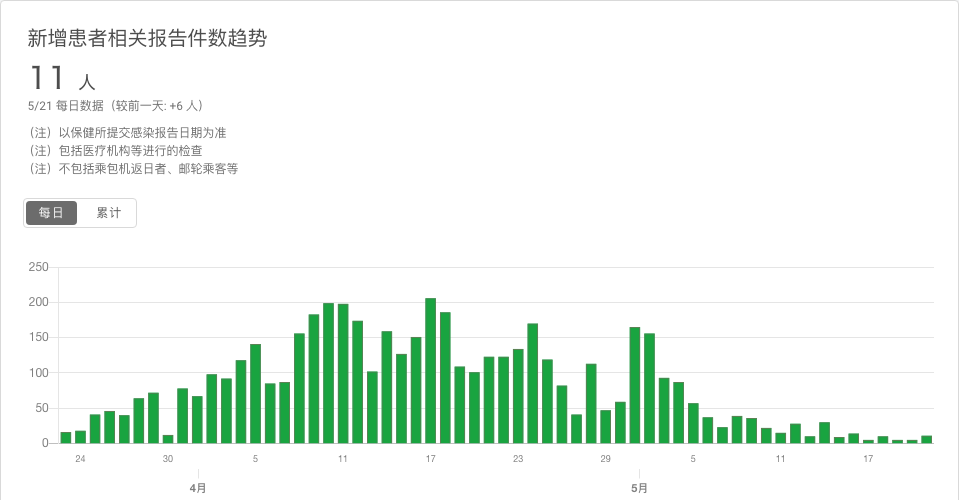 新增患者相关报告件数趋势
11 人
5/21 每日数据（较前一天: +6 人）
（注）以保健所提交感染报告日期为准
（注）包括医疗机构等进行的检查
（注）不包括乘包机返日者、邮轮乘客等
每日 累计
250
200
150
100
50
0
24 30 5 11 17 23 29 5 11 17
4月 5月